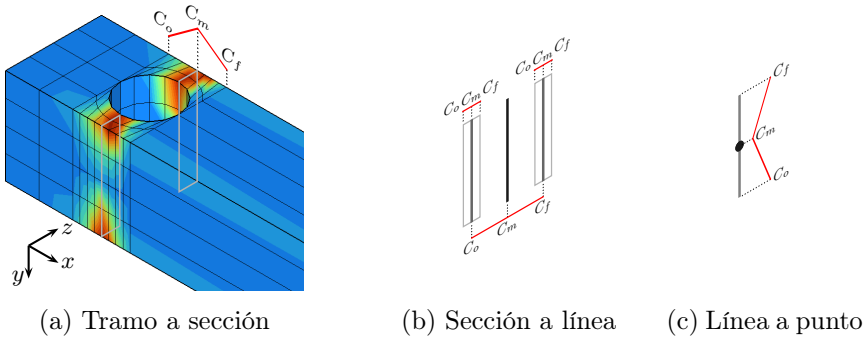 C_o C_m C_f
z
x
y
C_o C_m C_f
C_o C_m C_f
C_o C_m C_f
C_f
C_m
C_o
(a) Tramo a sección
(b) Sección a línea
(c) Línea a punto